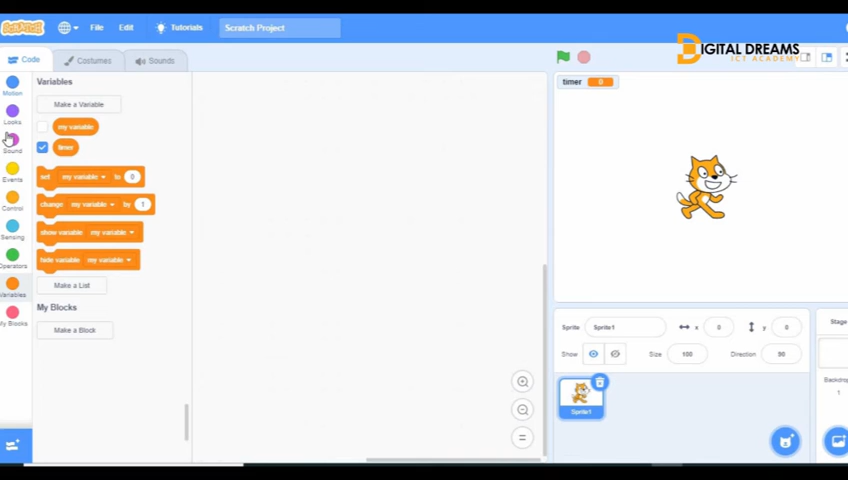 SCRATCH
File
Edit
Tutorials
Scratch Project
DIGITAL DREAMS
ICT ACADEMY
Code
Costumes
Sounds
Motion
Looks
Sound
Events
Control
Sensing
Operators
Variables
My Blocks
Variables
Make a Variable
my variable
timer
set my variable to 0
change my variable by 1
show variable my variable
hide variable my variable
Make a List
My Blocks
Make a Block
timer 0
Sprite Sprite1 x 0 y 0
Show Size 100 Direction 90
Sprite1
Stage
Backdrop
1